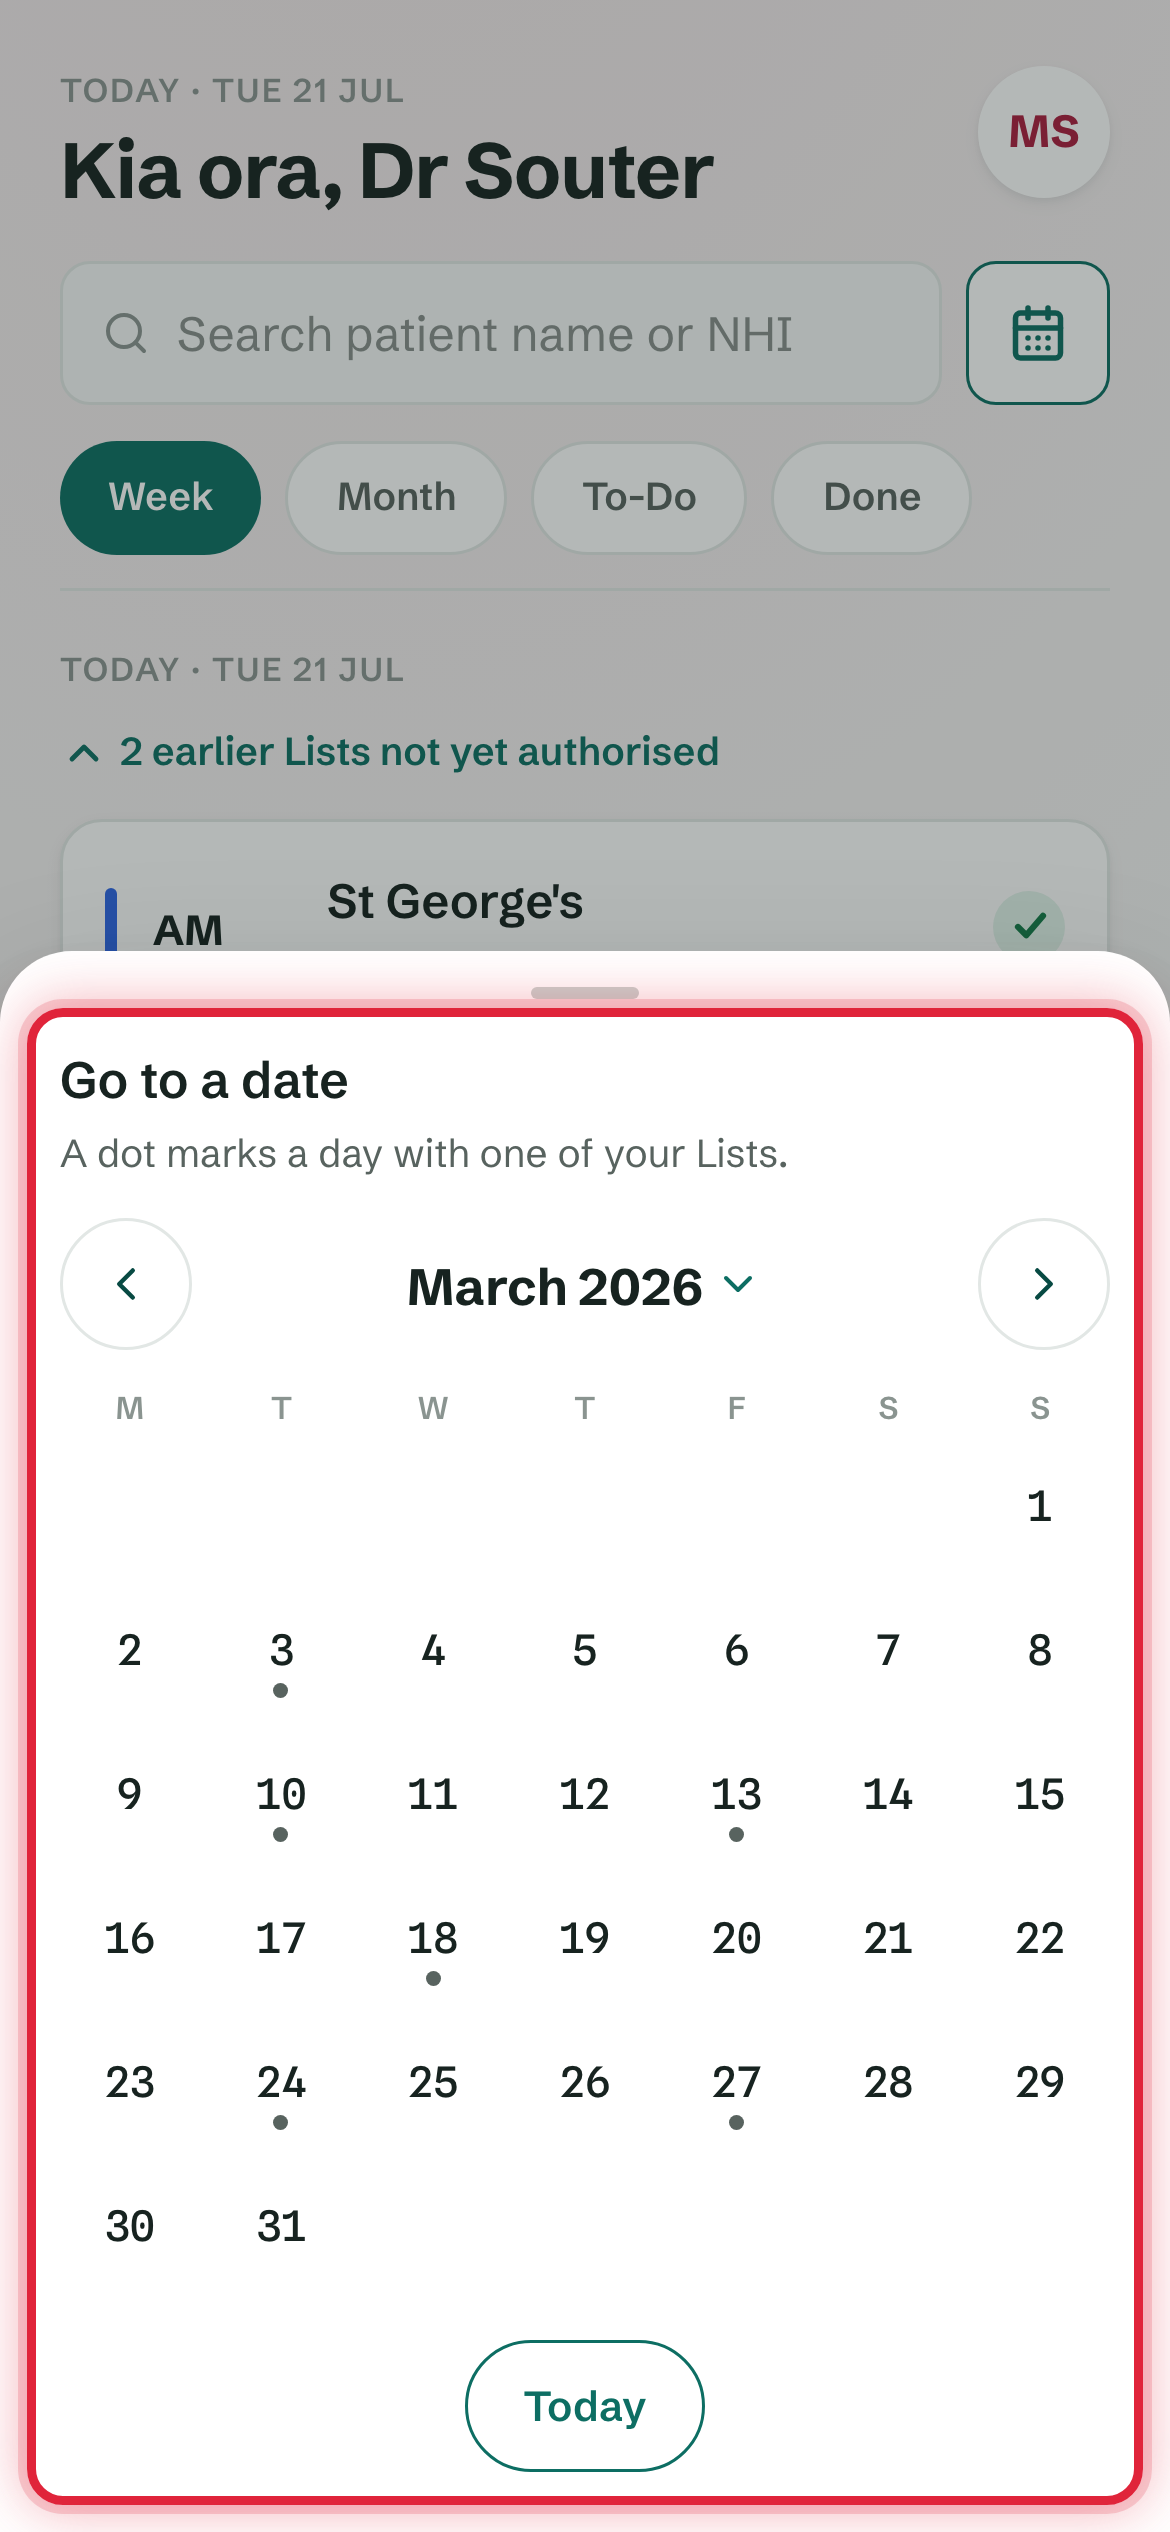 TODAY · TUE 21 JUL
Kia ora, Dr Souter
MS
Search patient name or NHI
Week Month To-Do Done
TODAY · TUE 21 JUL
2 earlier Lists not yet authorised
St George's
AM
Go to a date
A dot marks a day with one of your Lists.
March 2026
M T W T F S S
1
2 3 4 5 6 7 8
9 10 11 12 13 14 15
16 17 18 19 20 21 22
23 24 25 26 27 28 29
30 31
Today